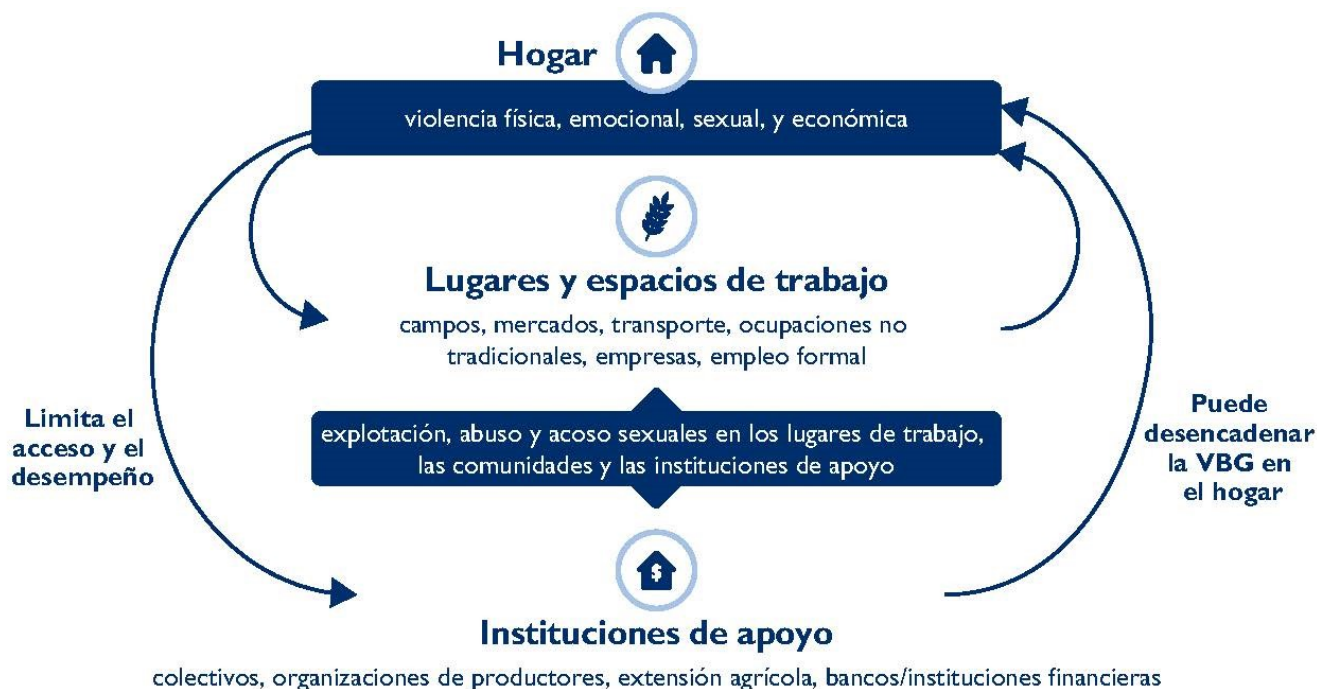 Hogar
violencia física, emocional, sexual, y económica
Lugares y espacios de trabajo
campos, mercados, transporte, ocupaciones no
tradicionales, empresas, empleo formal
Limita el
acceso y el
desempeño
explotación, abuso y acoso sexuales en los lugares de trabajo,
las comunidades y las instituciones de apoyo
Puede
desencadenar
la VBG en
el hogar
$
Instituciones de apoyo
colectivos, organizaciones de productores, extensión agrícola, bancos/instituciones financieras